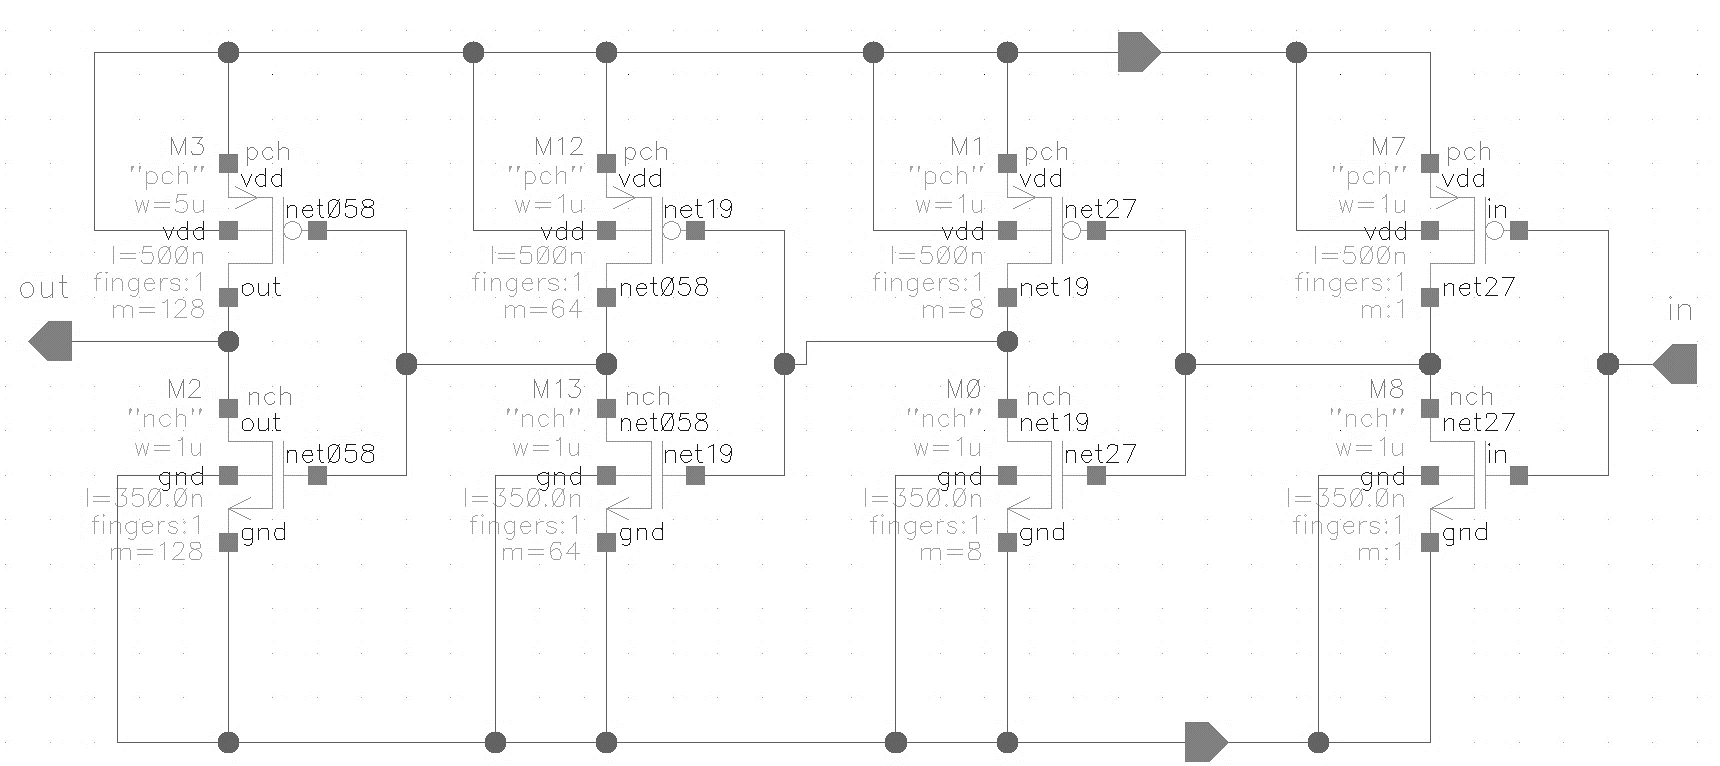 M3
pch
"pch"
vdd
w=5u
net058
vdd
l=500n
fingers:1
out
m=128
out
M12
pch
"pch"
vdd
w=1u
net19
vdd
l=500n
fingers:1
net058
m=64
M1
pch
"pch"
vdd
w=1u
net27
vdd
l=500n
fingers:1
net19
m=8
M7
pch
"pch"
vdd
w=1u
in
vdd
l=500n
fingers:1
net27
m:1
in
M2
nch
"nch"
out
w=1u
net058
gnd
l=350.0n
fingers:1
gnd
m=128
M13
nch
"nch"
net058
w=1u
net19
gnd
l=350.0n
fingers:1
gnd
m=64
M0
nch
"nch"
net19
w=1u
net27
gnd
l=350.0n
fingers:1
gnd
m=8
M8
nch
"nch"
net27
w=1u
in
gnd
l=350.0n
fingers:1
gnd
m:1